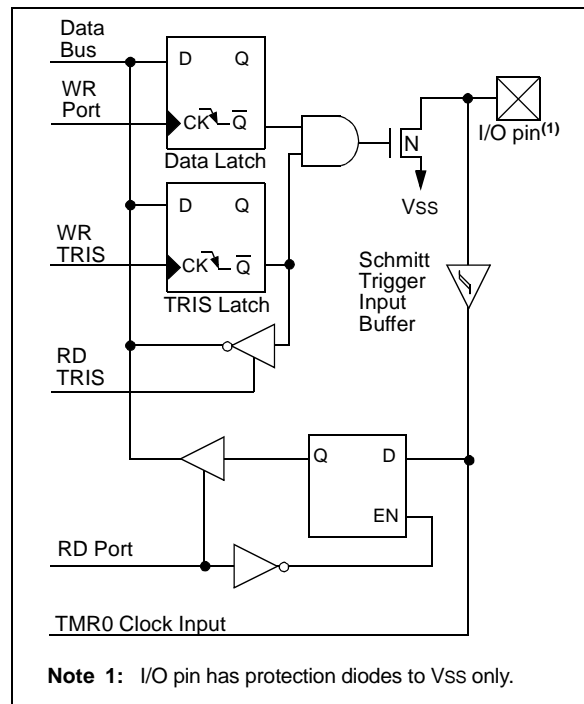 Data
Bus
D Q
WR
Port
CK Q
I/O pin(1)
N
Data Latch
VSS
D Q
WR
TRIS
CK Q
Schmitt
Trigger
Input
Buffer
TRIS Latch
RD
TRIS
Q D
EN
RD Port
TMR0 Clock Input
Note 1: I/O pin has protection diodes to VSS only.